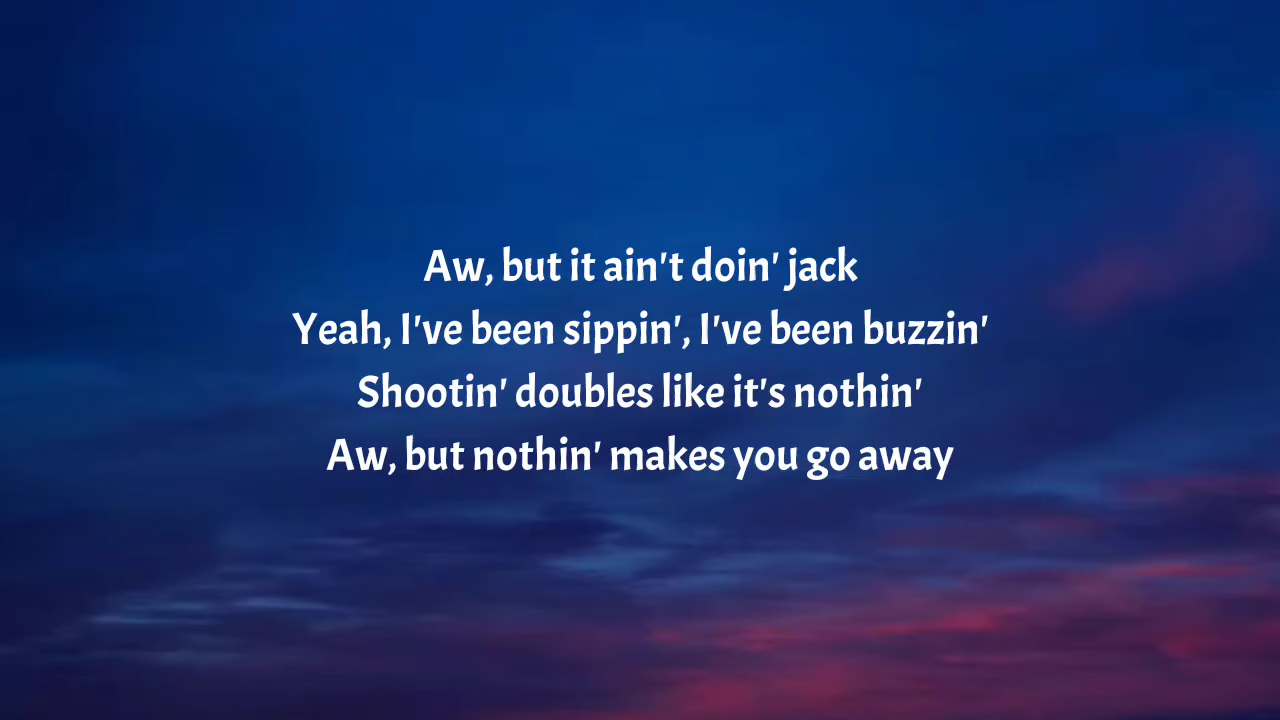 Aw, but it ain't doin' jack
Yeah, I've been sippin', I've been buzzin'
Shootin' doubles like it's nothin'
Aw, but nothin' makes you go away